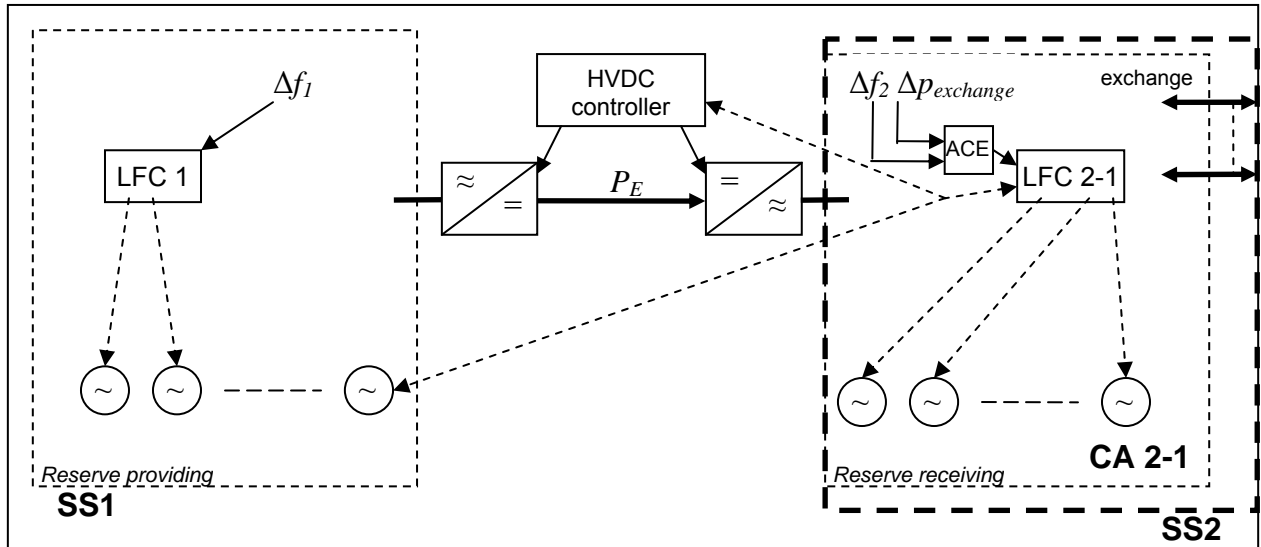 Δf1
LFC 1
HVDC
controller
≈
=
PE
=
≈
Δf2 Δpexchange
exchange
ACE
LFC 2-1
~
~
~
~
~
~
CA 2-1
Reserve providing
Reserve receiving
SS1
SS2